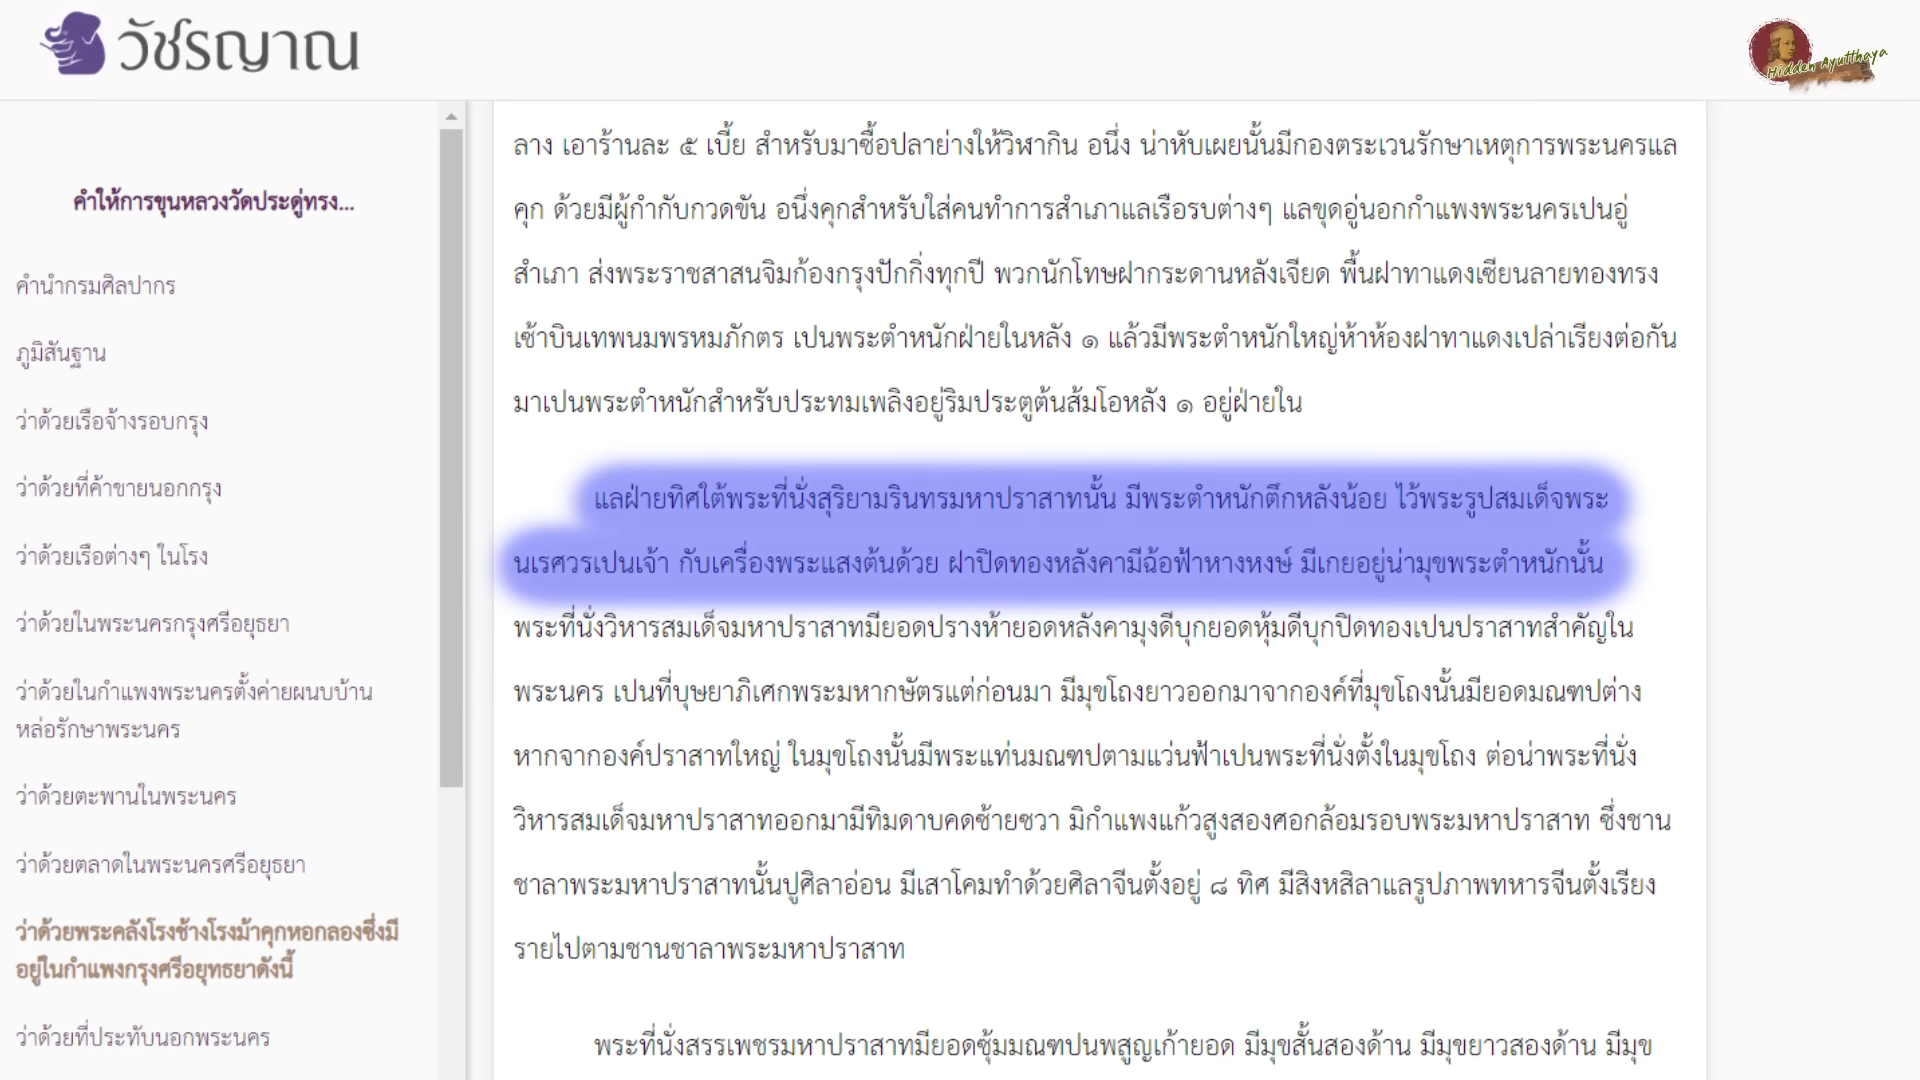 วัชรญาณ
Hidden Ayutthaya
คำให้การขุนหลวงวัดประดู่ทรง...
คำนำกรมศิลปากร
ภูมิสันฐาน
ว่าด้วยเรือจ้างรอบกรุง
ว่าด้วยที่ค้าขายนอกกรุง
ว่าด้วยเรือต่างๆ ในโรง
ว่าด้วยในพระนครกรุงศรีอยุธยา
ว่าด้วยในกำแพงพระนครตั้งค่ายผนบบ้าน
หล่อรักษาพระนคร
ว่าด้วยตะพานในพระนคร
ว่าด้วยตลาดในพระนครศรีอยุธยา
ว่าด้วยพระคลังโรงช้างโรงม้าคุกหอกลองซึ่งมี
อยู่ในกำแพงกรุงศรีอยุทธยาดังนี้
ว่าด้วยที่ประทับนอกพระนคร
ลาง เอาร้านละ ๕ เบี้ย สำหรับมาซื้อปลาย่างให้วิฬากิน อนึ่ง น่าหับเผยนั้นมีกองตระเวนรักษาเหตุการพระนครแล
คุก ด้วยมีผู้กำกับกวดขัน อนึ่งคุกสำหรับใส่คนทำการสำเภาแลเรือรบต่างๆ แลขุดอู่นอกกำแพงพระนครเปนอู่
สำเภา ส่งพระราชสาสนจิมก้องกรุงปักกิ่งทุกปี พวกนักโทษฝากระดานหลังเจียด พื้นฝาทาแดงเขียนลายทองทรง
เข้าบินเทพนมพรหมภักตร เปนพระตำหนักฝ่ายในหลัง ๑ แล้วมีพระตำหนักใหญ่ห้าห้องฝาทาแดงเปล่าเรียงต่อกัน
มาเปนพระตำหนักสำหรับประทมเพลิงอยู่ริมประตูต้นส้มโอหลัง ๑ อยู่ฝ่ายใน
แลฝ่ายทิศใต้พระที่นั่งสุริยามรินทรมหาปราสาทนั้น มีพระตำหนักตึกหลังน้อย ไว้พระรูปสมเด็จพระ
นเรศวรเปนเจ้า กับเครื่องพระแสงต้นด้วย ฝาปิดทองหลังคามีฉ้อฟ้าหางหงษ์ มีเกยอยู่น่ามุขพระตำหนักนั้น
พระที่นั่งวิหารสมเด็จมหาปราสาทมียอดปรางห้ายอดหลังคามุงดีบุกยอดหุ้มดีบุกปิดทองเปนปราสาทสำคัญใน
พระนคร เปนที่บุษยาภิเศกพระมหากษัตรแต่ก่อนมา มีมุขโถงยาวออกมาจากองค์ที่มุขโถงนั้นมียอดมณฑปต่าง
หากจากองค์ปราสาทใหญ่ ในมุขโถงนั้นมีพระแท่นมณฑปตามแว่นฟ้าเปนพระที่นั่งตั้งในมุขโถง ต่อน่าพระที่นั่ง
วิหารสมเด็จมหาปราสาทออกมามีทิมดาบคดซ้ายขวา มิกำแพงแก้วสูงสองศอกล้อมรอบพระมหาปราสาท ซึ่งชาน
ชาลาพระมหาปราสาทนั้นปูศิลาอ่อน มีเสาโคมทำด้วยศิลาจีนตั้งอยู่ ๘ ทิศ มีสิงหสิลาแลรูปภาพทหารจีนตั้งเรียง
รายไปตามชานชาลาพระมหาปราสาท
พระที่นั่งสรรเพชรมหาปราสาทมียอดซุ้มมณฑปนพสูญเก้ายอด มีมุขสั้นสองด้าน มีมุขยาวสองด้าน มีมุข